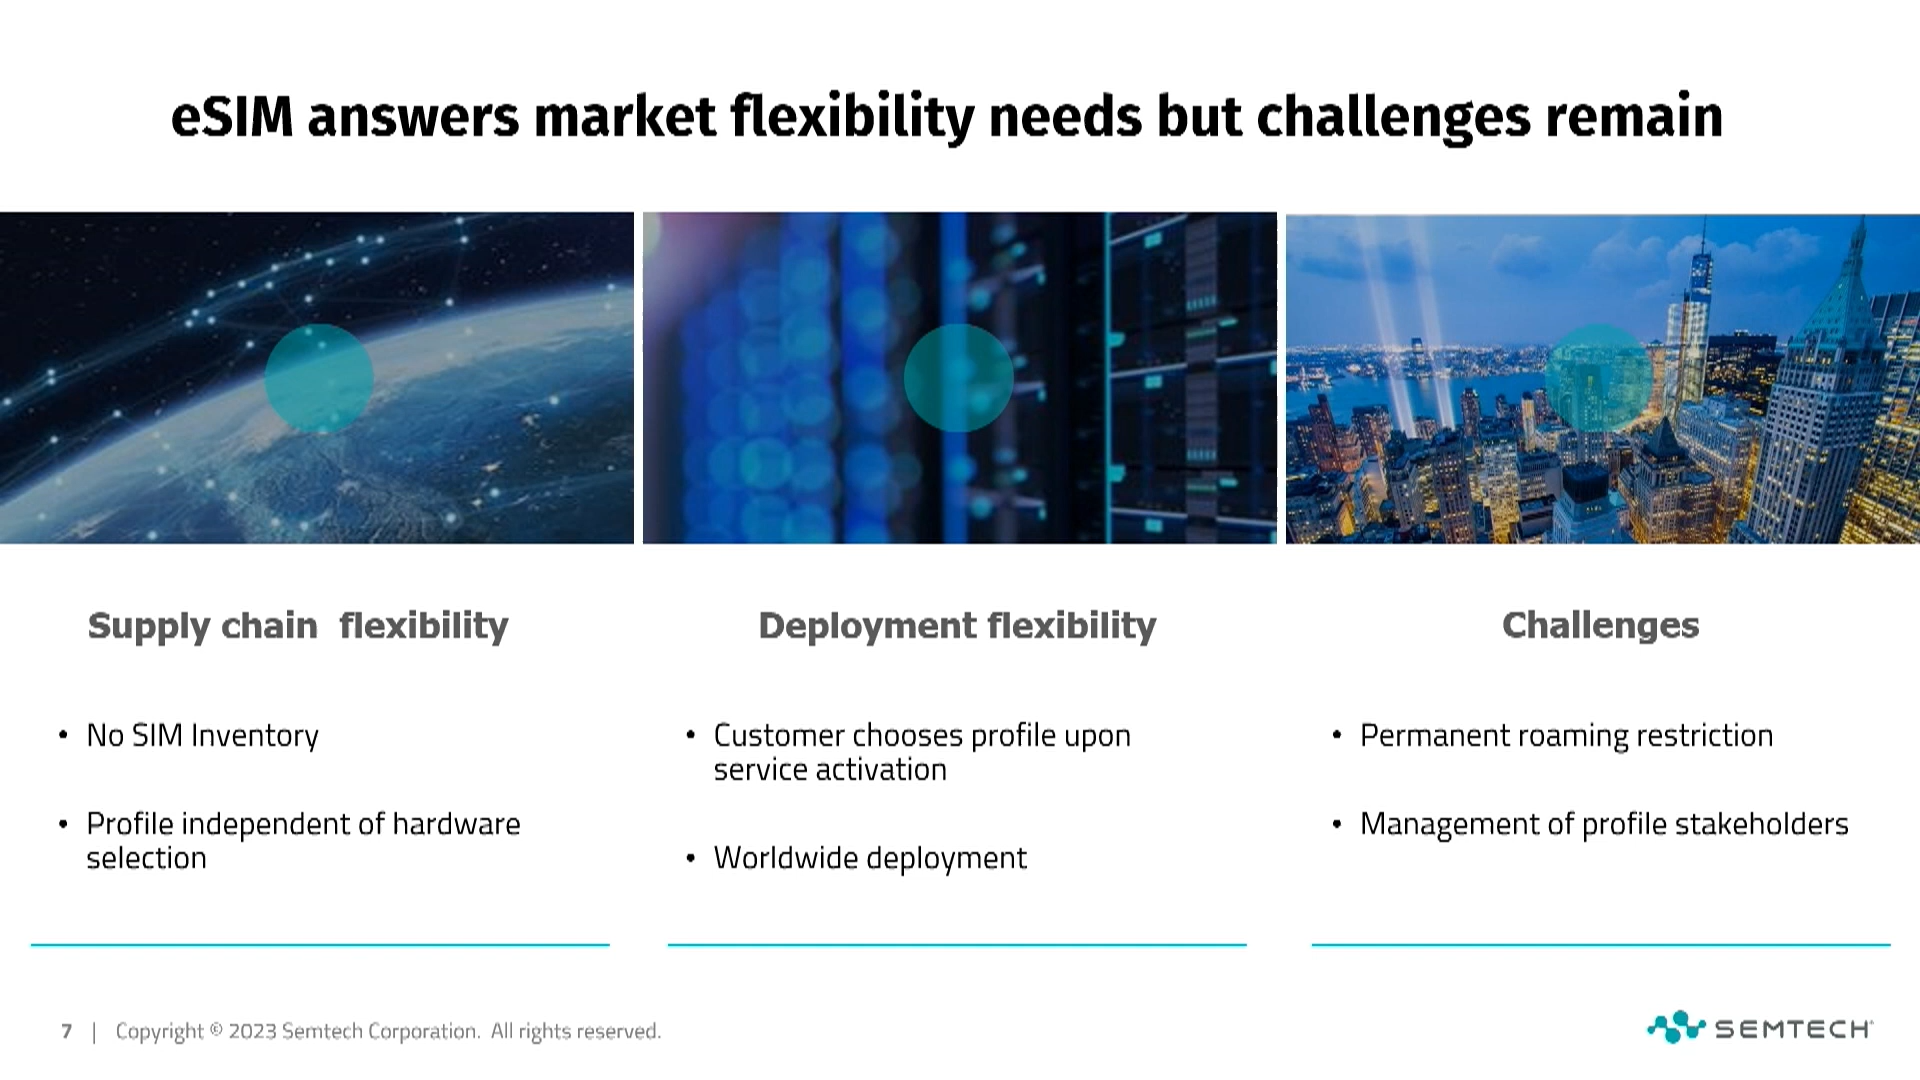 eSIM answers market flexibility needs but challenges remain
Supply chain  flexibility
• No SIM Inventory
• Profile independent of hardware
selection
Deployment flexibility
• Customer chooses profile upon
service activation
• Worldwide deployment
Challenges
• Permanent roaming restriction
• Management of profile stakeholders
7 | Copyright © 2023 Semtech Corporation.  All rights reserved.
SEMTECH